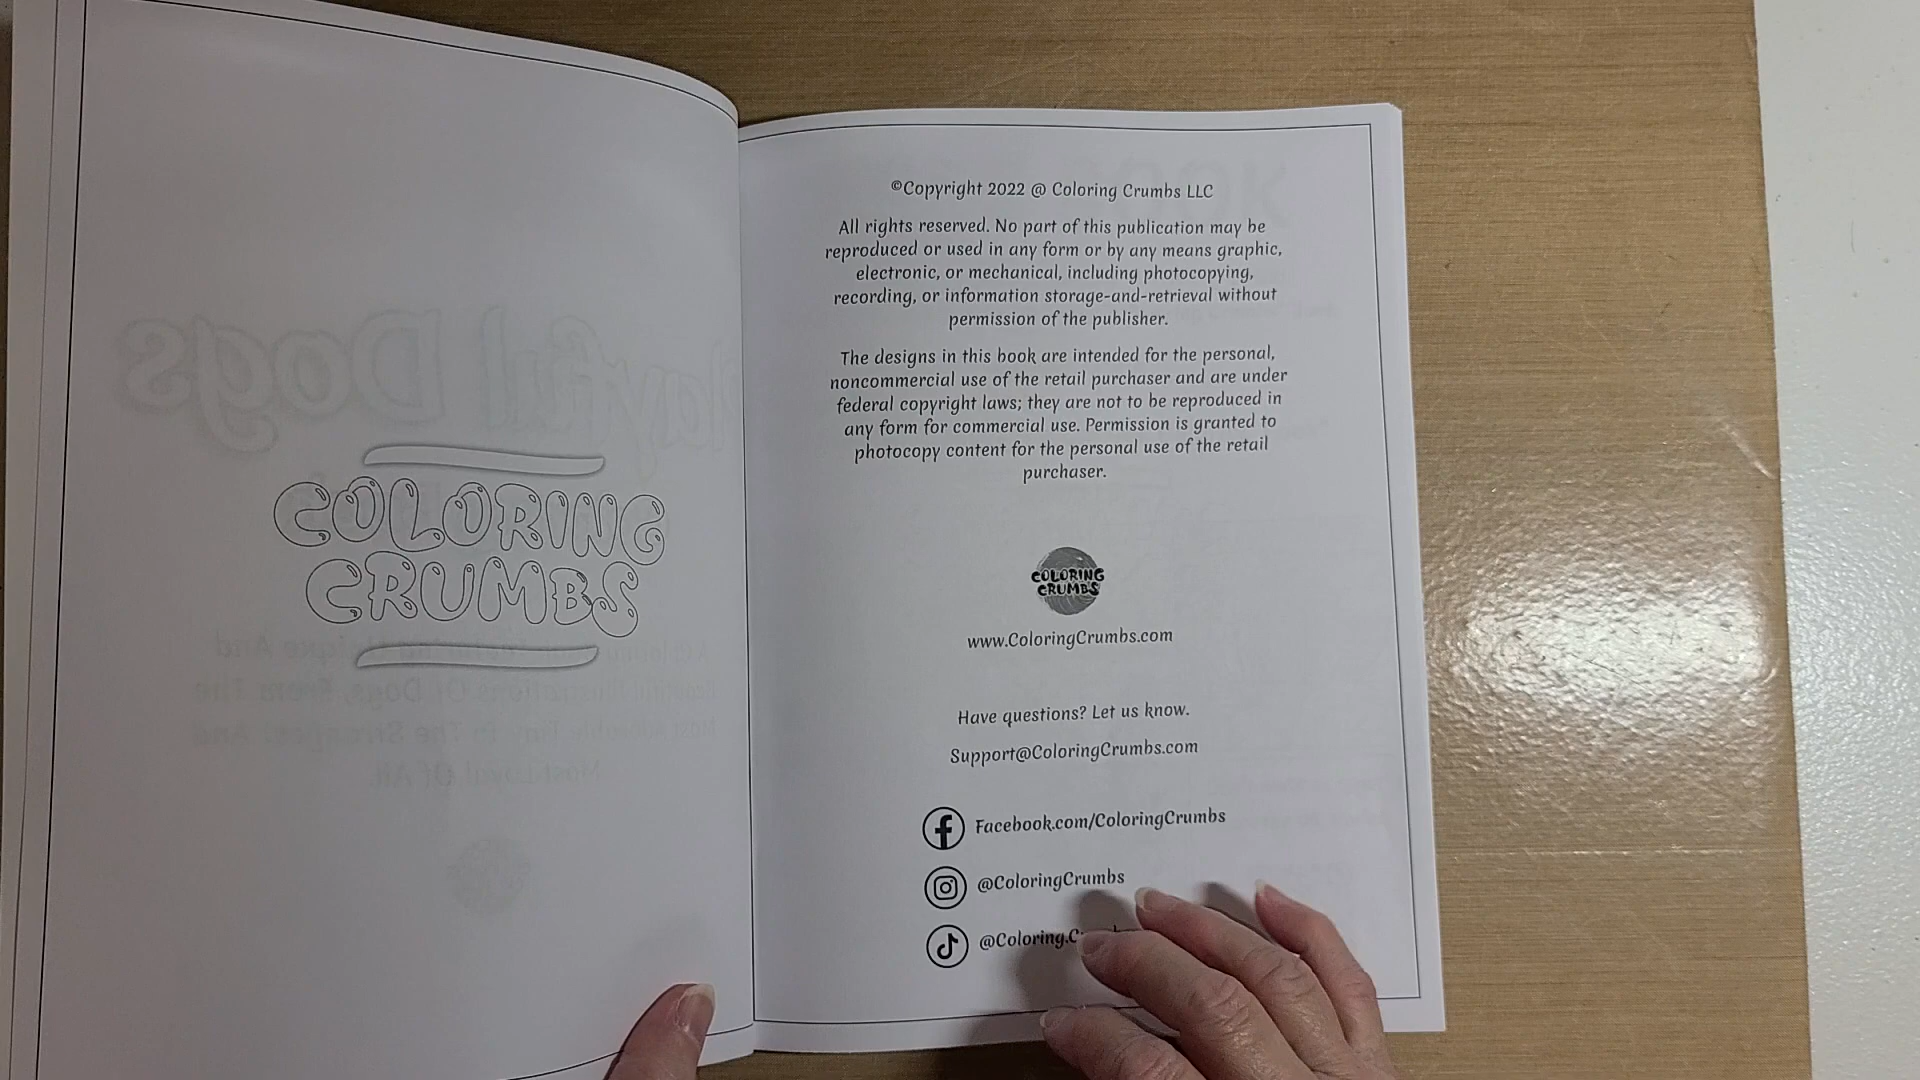 COLORING
CRUMBS
©Copyright 2022 @ Coloring Crumbs LLC
All rights reserved. No part of this publication may be
reproduced or used in any form or by any means graphic,
electronic, or mechanical, including photocopying,
recording, or information storage-and-retrieval without
permission of the publisher.
The designs in this book are intended for the personal,
noncommercial use of the retail purchaser and are under
federal copyright laws; they are not to be reproduced in
any form for commercial use. Permission is granted to
photocopy content for the personal use of the retail
purchaser.
COLORING
CRUMBS
www.ColoringCrumbs.com
Have questions? Let us know.
Support@ColoringCrumbs.com
Facebook.com/ColoringCrumbs
@ColoringCrumbs